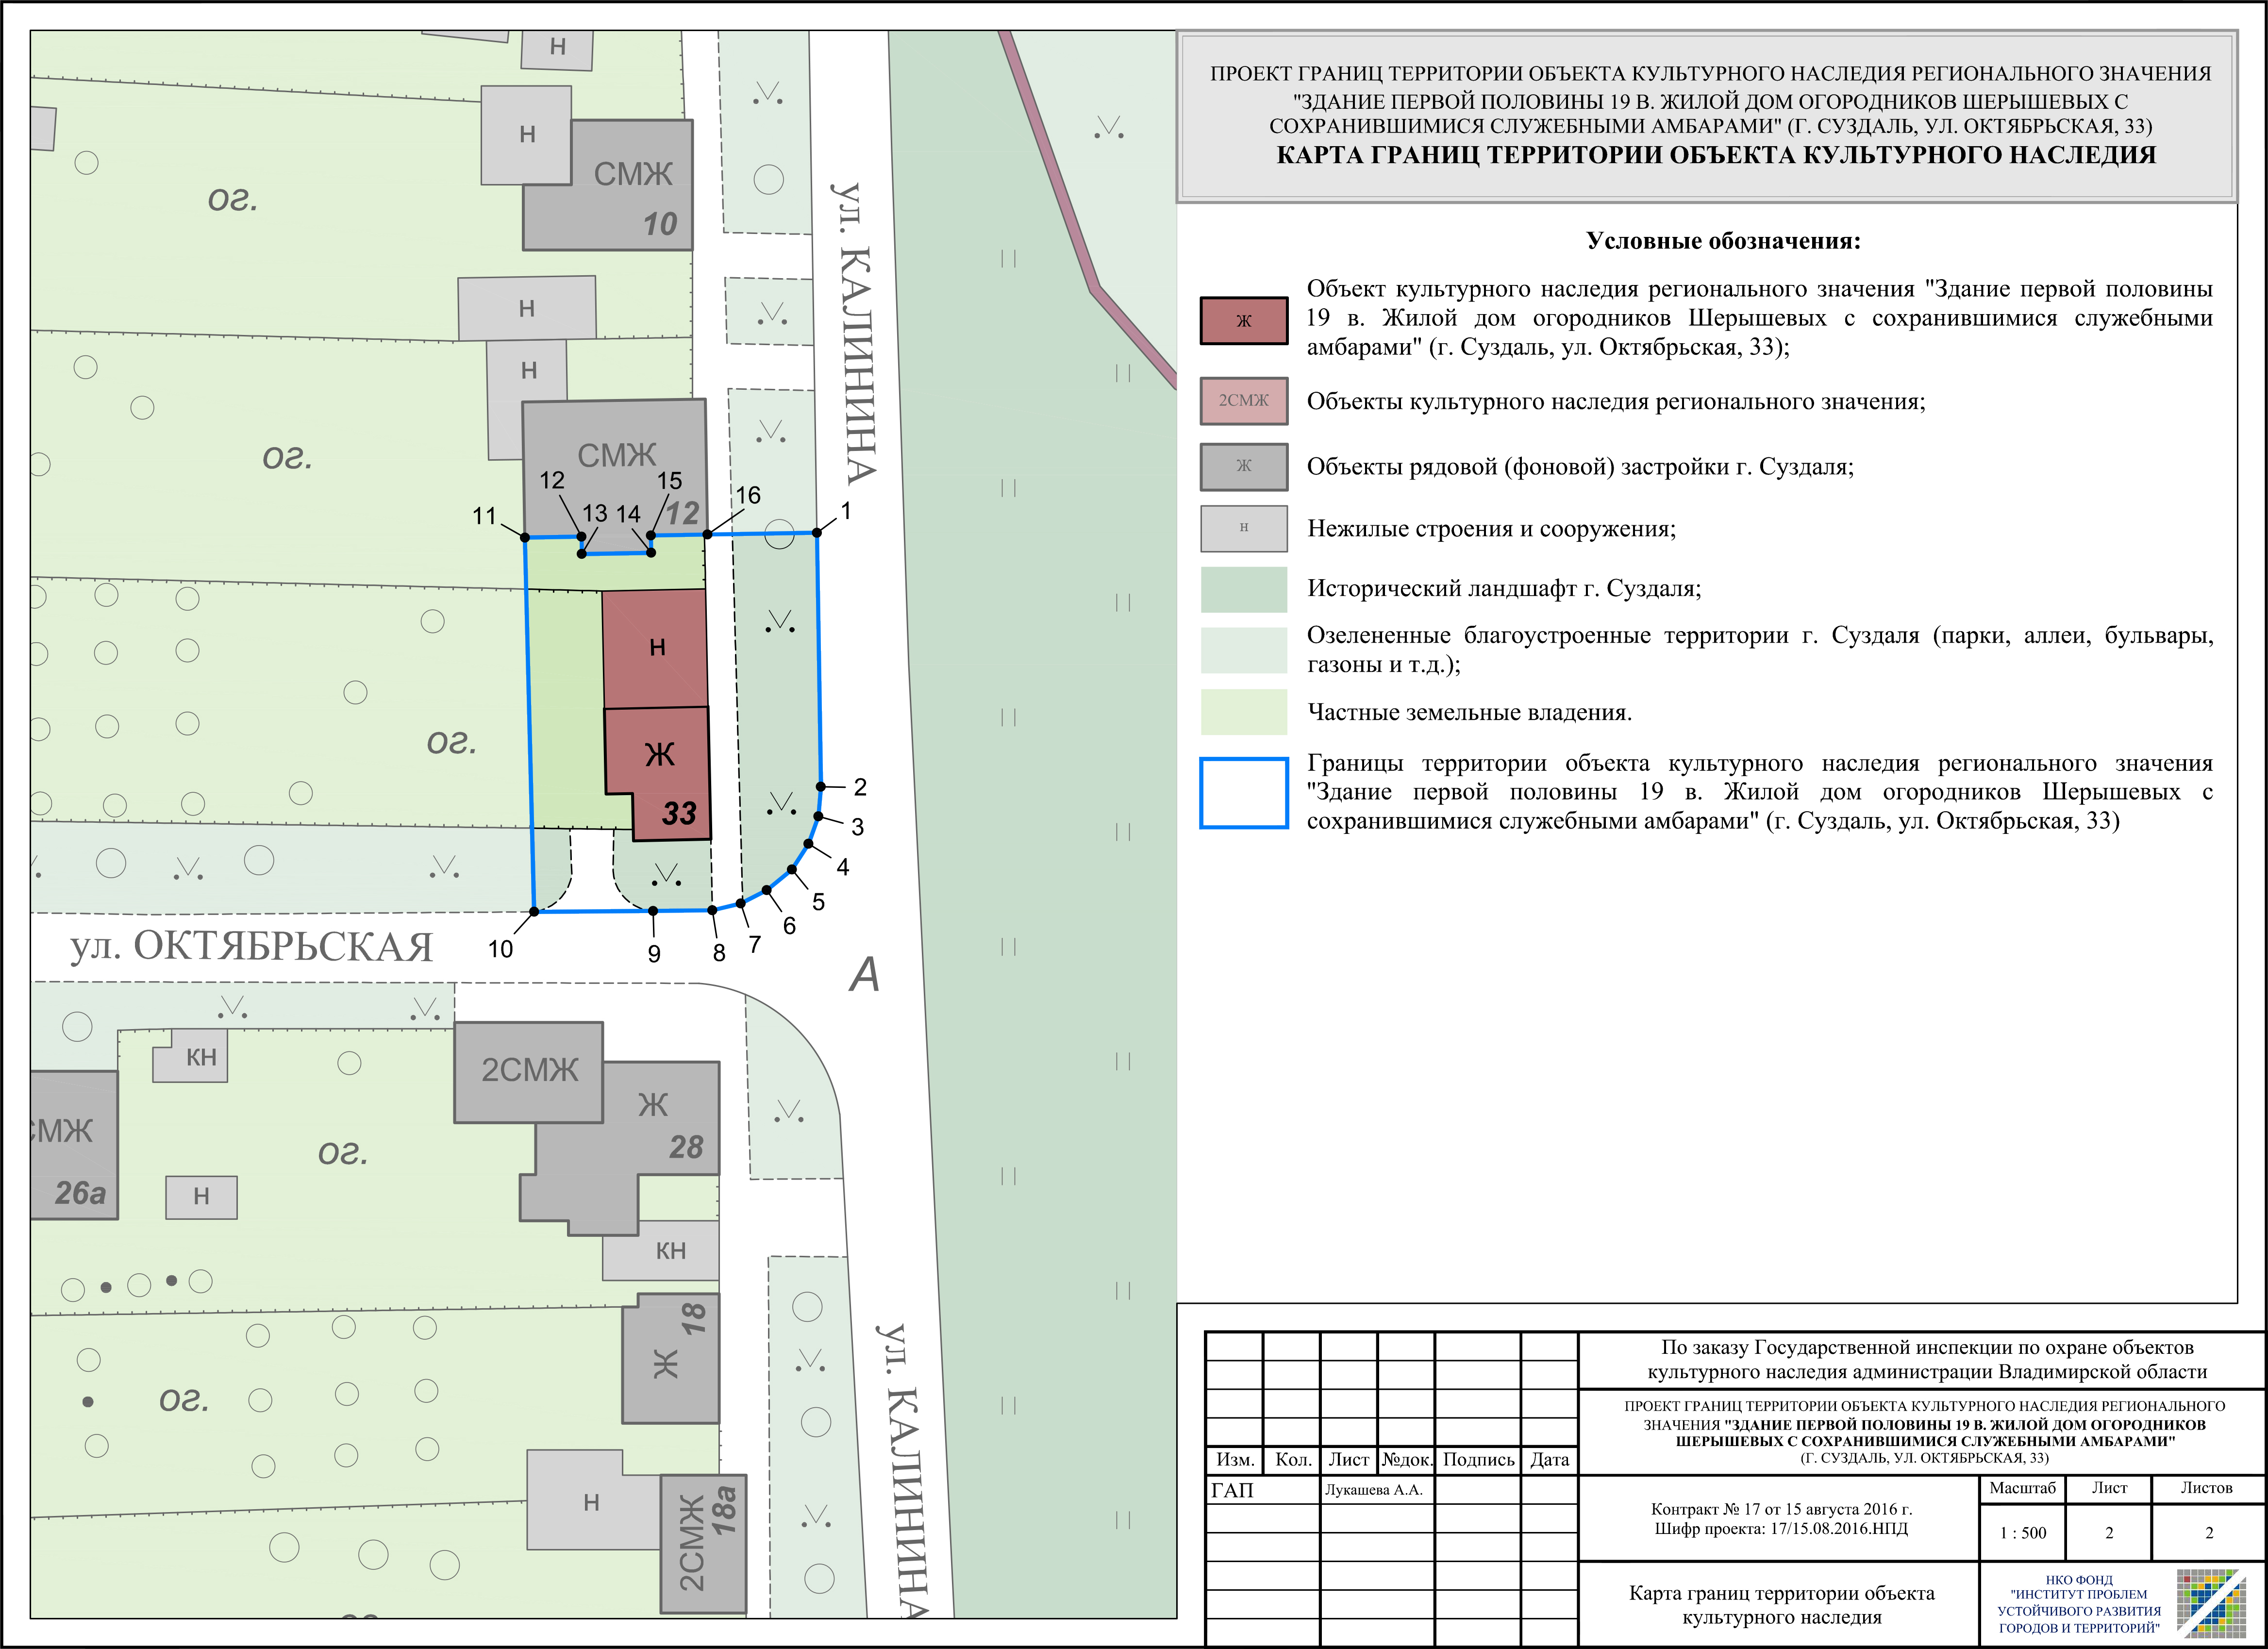 ПРОЕКТ ГРАНИЦ ТЕРРИТОРИИ ОБЪЕКТА КУЛЬТУРНОГО НАСЛЕДИЯ РЕГИОНАЛЬНОГО ЗНАЧЕНИЯ
"ЗДАНИЕ ПЕРВОЙ ПОЛОВИНЫ 19 В. ЖИЛОЙ ДОМ ОГОРОДНИКОВ ШЕРЫШЕВЫХ С
СОХРАНИВШИМИСЯ СЛУЖЕБНЫМИ АМБАРАМИ" (Г. СУЗДАЛЬ, УЛ. ОКТЯБРЬСКАЯ, 33)
КАРТА ГРАНИЦ ТЕРРИТОРИИ ОБЪЕКТА КУЛЬТУРНОГО НАСЛЕДИЯ
Условные обозначения:
Ж
Объект культурного наследия регионального значения "Здание первой половины
19 в. Жилой дом огородников Шерышевых с сохранившимися служебными
амбарами" (г. Суздаль, ул. Октябрьская, 33);
2СМЖ
Объекты культурного наследия регионального значения;
Ж
Объекты рядовой (фоновой) застройки г. Суздаля;
н
Нежилые строения и сооружения;
Исторический ландшафт г. Суздаля;
Озелененные благоустроенные территории г. Суздаля (парки, аллеи, бульвары,
газоны и т.д.);
Частные земельные владения.
Границы территории объекта культурного наследия регионального значения
"Здание первой половины 19 в. Жилой дом огородников Шерышевых с
сохранившимися служебными амбарами" (г. Суздаль, ул. Октябрьская, 33)
н
н
СМЖ
10
ог.
ул. КАЛИНИНА
н
н
ог.
СМЖ
12
11
12
13
14
15
16
1
н
ог.
Ж
33
2
3
4
5
6
7
8
9
10
ул. ОКТЯБРЬСКАЯ
А
кн
2СМЖ
Ж
28
СМЖ
26а
ог.
н
кн
18
Ж
ог.
ул. КАЛИНИНА
н
2СМЖ
18а
Изм. Кол. Лист №док. Подпись Дата
ГАП Лукашева А.А.
По заказу Государственной инспекции по охране объектов
культурного наследия администрации Владимирской области
ПРОЕКТ ГРАНИЦ ТЕРРИТОРИИ ОБЪЕКТА КУЛЬТУРНОГО НАСЛЕДИЯ РЕГИОНАЛЬНОГО
ЗНАЧЕНИЯ "ЗДАНИЕ ПЕРВОЙ ПОЛОВИНЫ 19 В. ЖИЛОЙ ДОМ ОГОРОДНИКОВ
ШЕРЫШЕВЫХ С СОХРАНИВШИМИСЯ СЛУЖЕБНЫМИ АМБАРАМИ"
(Г. СУЗДАЛЬ, УЛ. ОКТЯБРЬСКАЯ, 33)
Контракт № 17 от 15 августа 2016 г.
Шифр проекта: 17/15.08.2016.НПД
Масштаб Лист Листов
1 : 500 2 2
Карта границ территории объекта
культурного наследия
НКО ФОНД
"ИНСТИТУТ ПРОБЛЕМ
УСТОЙЧИВОГО РАЗВИТИЯ
ГОРОДОВ И ТЕРРИТОРИЙ"